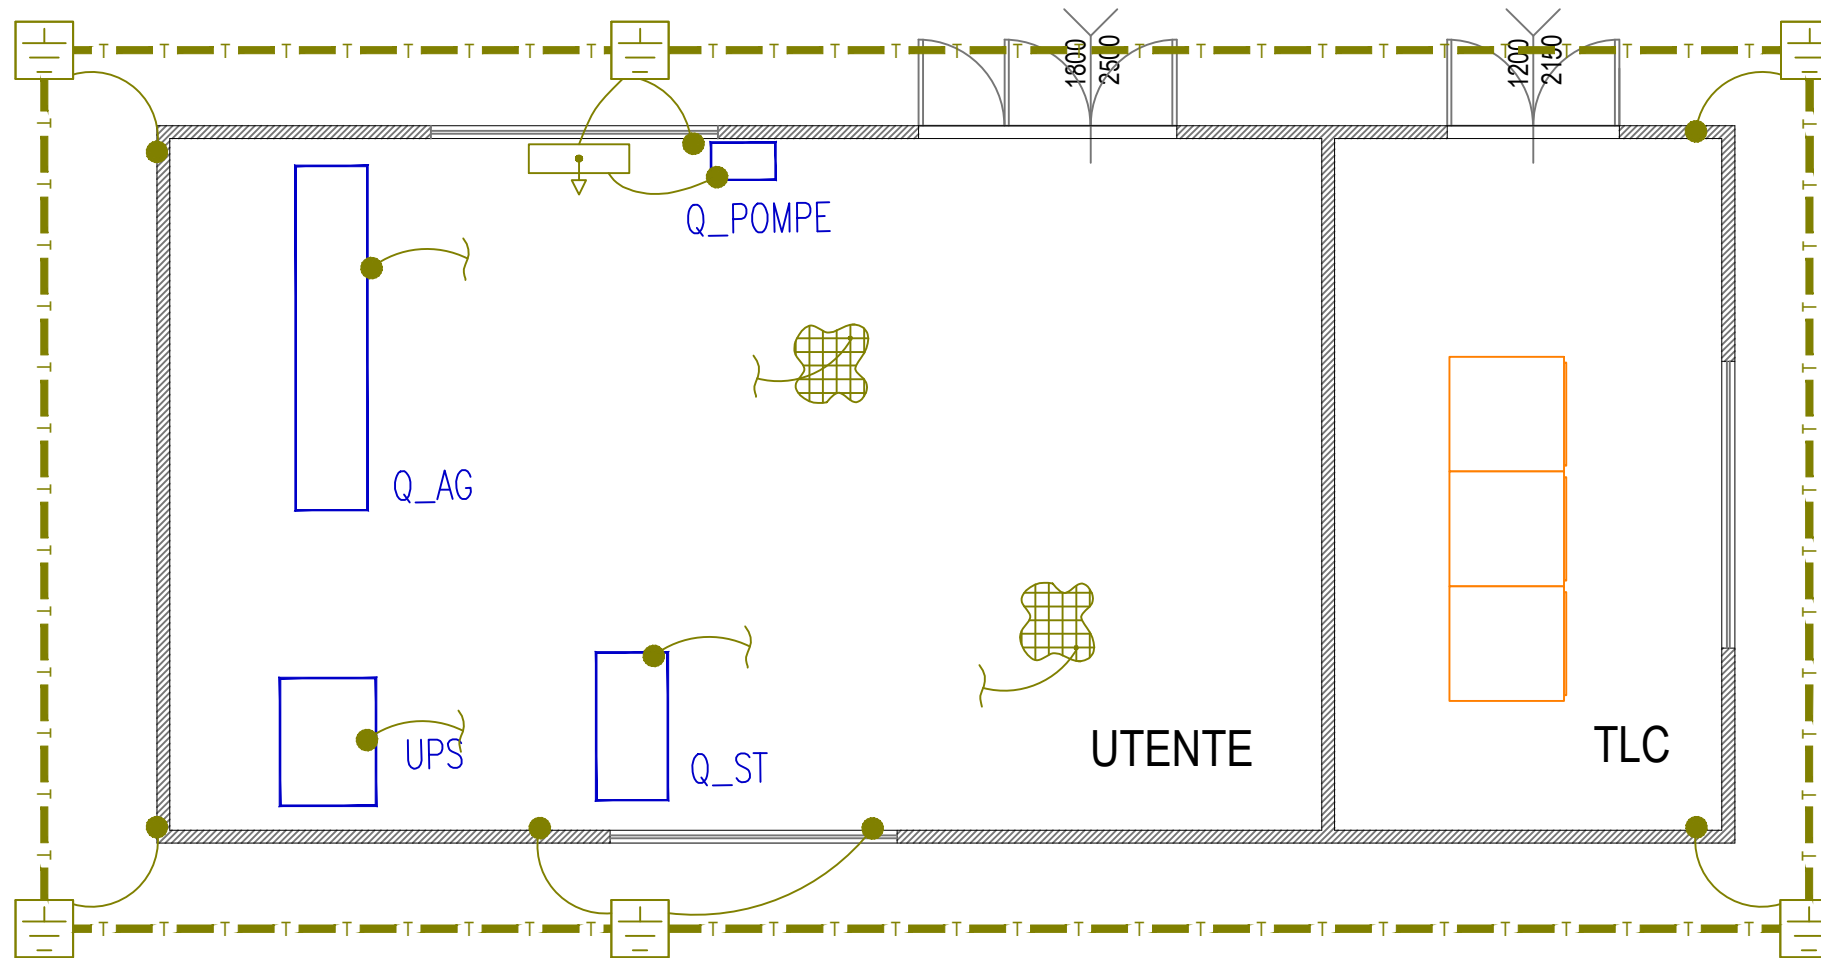 1800
2500
1200
2150
Q_POMPE
Q_AG
UPS
Q_ST
UTENTE
TLC